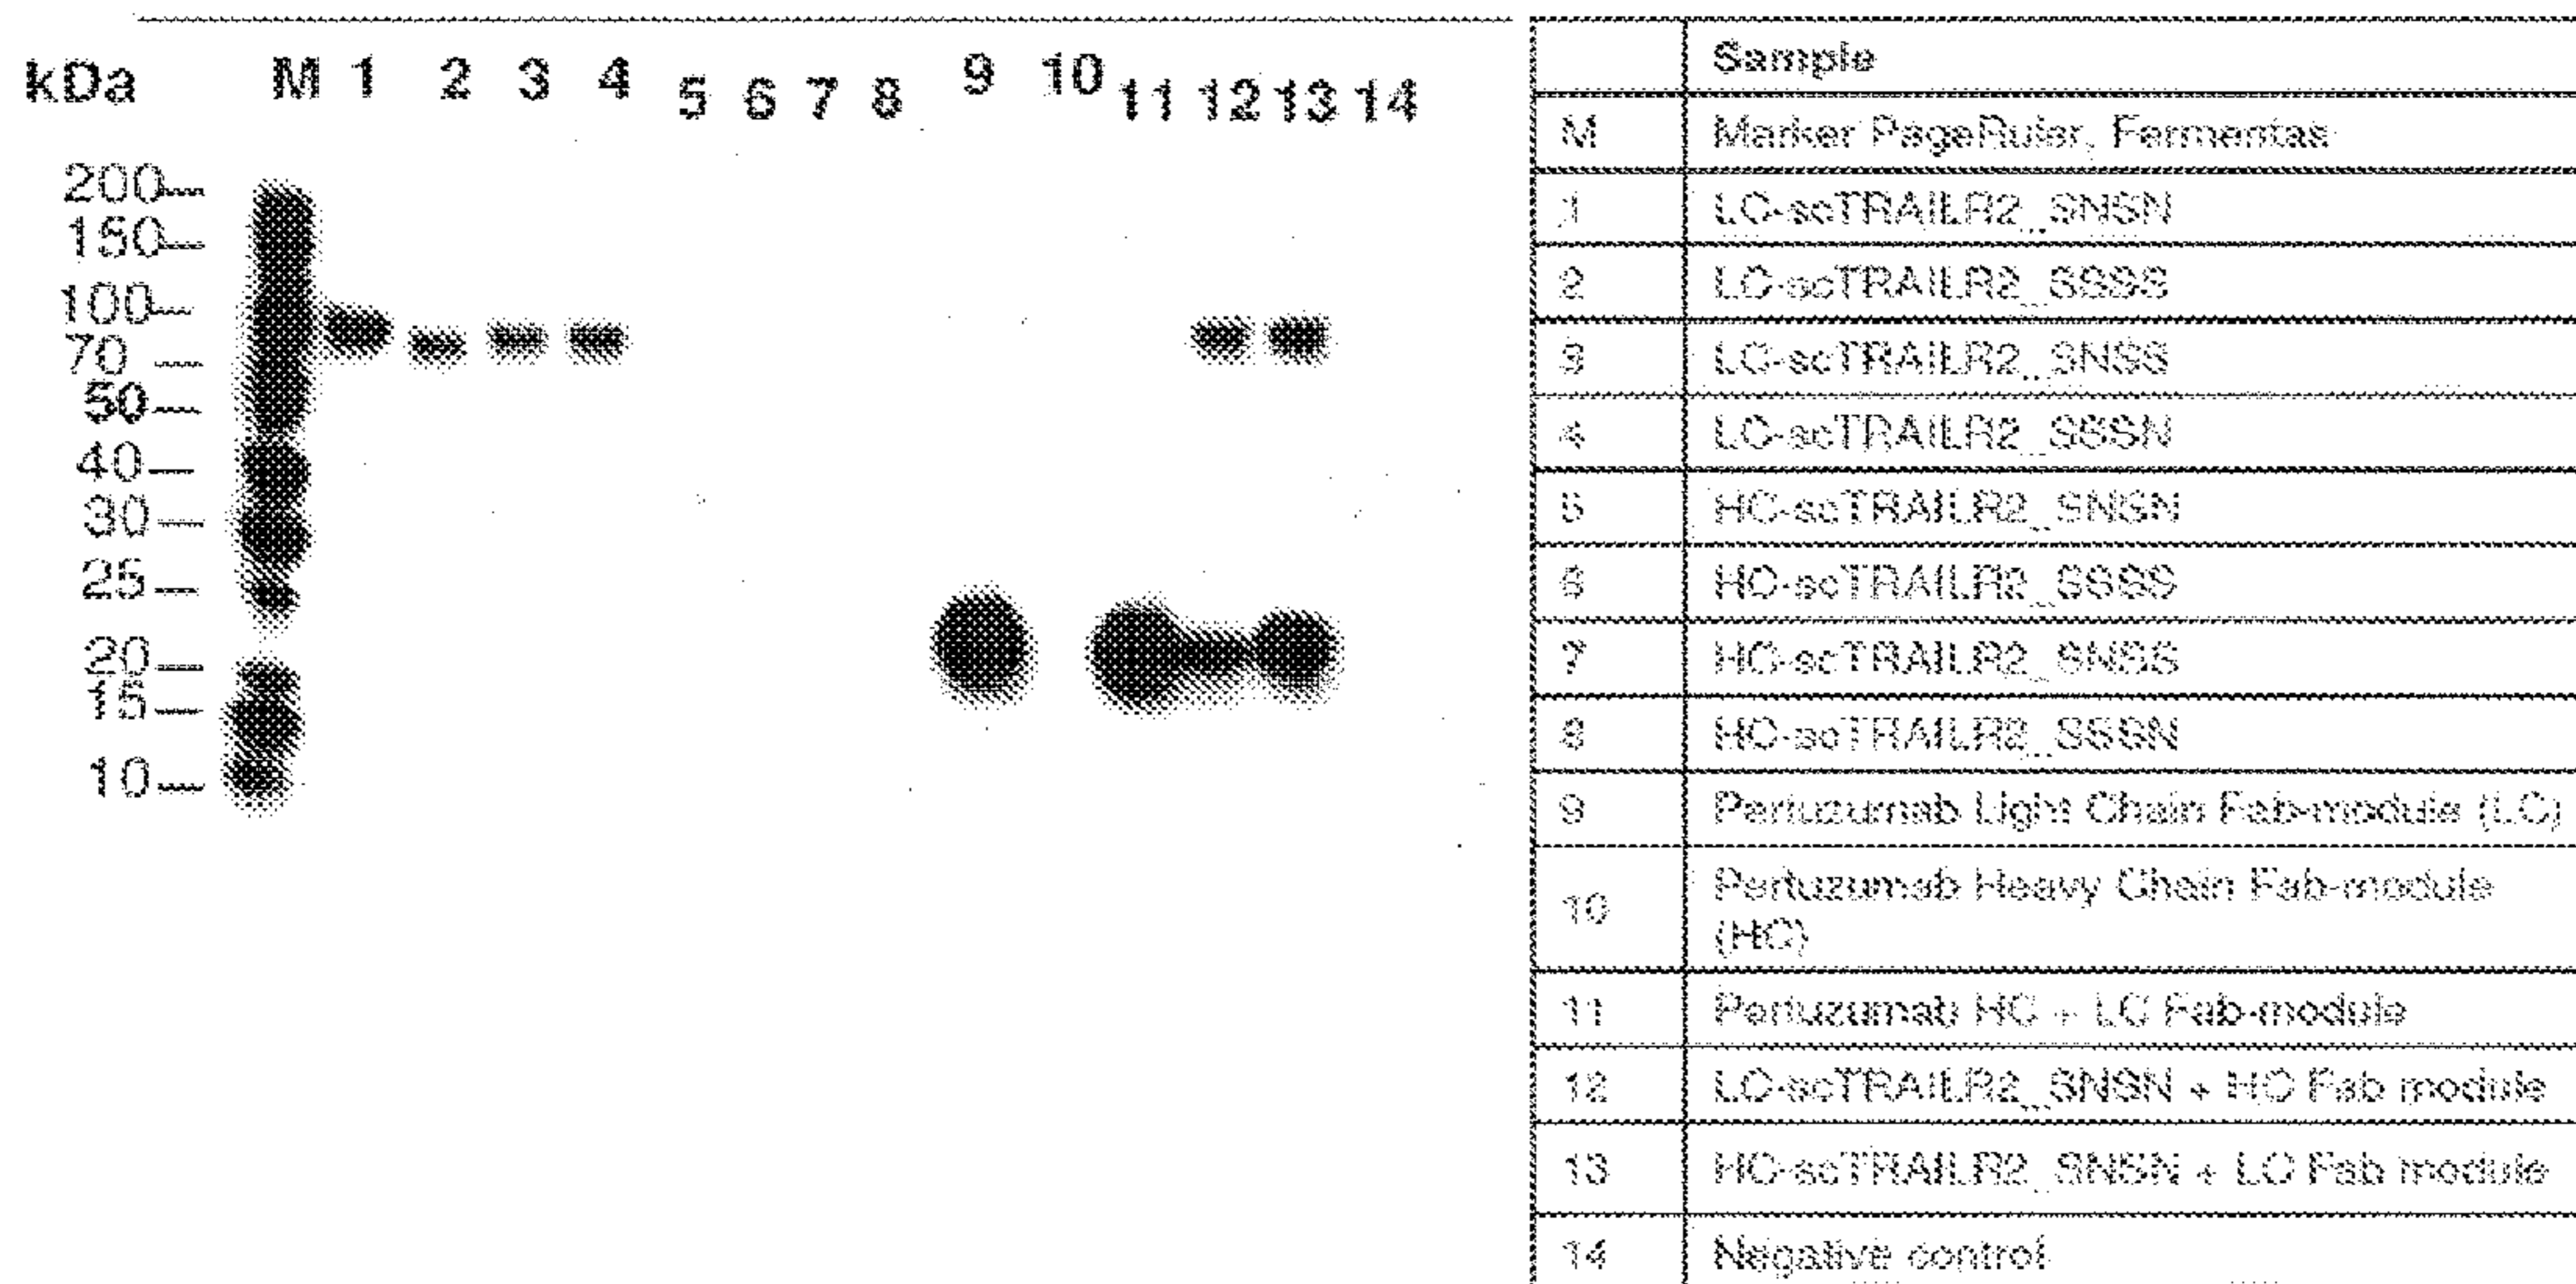 kDa M 1 2 3 4 5 6 7 8 9 10 11 12 13 14
200
150
100
70
50
40
30
25
20
15
10
Sample
M Marker PageRuler, Fermentas
1 LC-scTRAILR2_SNSN
2 LC-scTRAILR2_SSSS
3 LC-scTRAILR2_SNSS
4 LC-scTRAILR2_SSSN
5 HC-scTRAILR2_SNSN
6 HC-scTRAILR2_SSSS
7 HC-scTRAILR2_SNSS
8 HC-scTRAILR2_SSSN
9 Pertuzumab Light Chain Fab-module (LC)
10 Pertuzumab Heavy Chain Fab-module
(HC)
11 Pertuzumab HC + LC Fab-module
12 LC-scTRAILR2_SNSN + HC Fab module
13 HC-scTRAILR2_SNSN + LC Fab module
14 Negative control